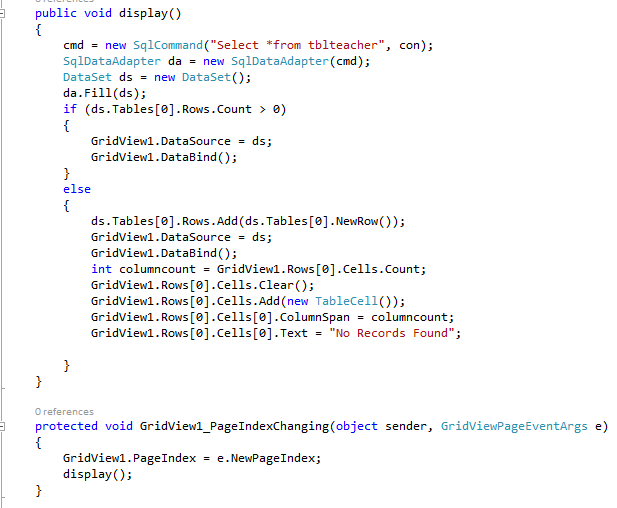 0 references
public void display()
{
cmd = new SqlCommand("Select *from tblteacher", con);
SqlDataAdapter da = new SqlDataAdapter(cmd);
DataSet ds = new DataSet();
da.Fill(ds);
if (ds.Tables[0].Rows.Count > 0)
{
GridView1.DataSource = ds;
GridView1.DataBind();
}
else
{
ds.Tables[0].Rows.Add(ds.Tables[0].NewRow());
GridView1.DataSource = ds;
GridView1.DataBind();
int columncount = GridView1.Rows[0].Cells.Count;
GridView1.Rows[0].Cells.Clear();
GridView1.Rows[0].Cells.Add(new TableCell());
GridView1.Rows[0].Cells[0].ColumnSpan = columncount;
GridView1.Rows[0].Cells[0].Text = "No Records Found";
}
}
0 references
protected void GridView1_PageIndexChanging(object sender, GridViewPageEventArgs e)
{
GridView1.PageIndex = e.NewPageIndex;
display();
}